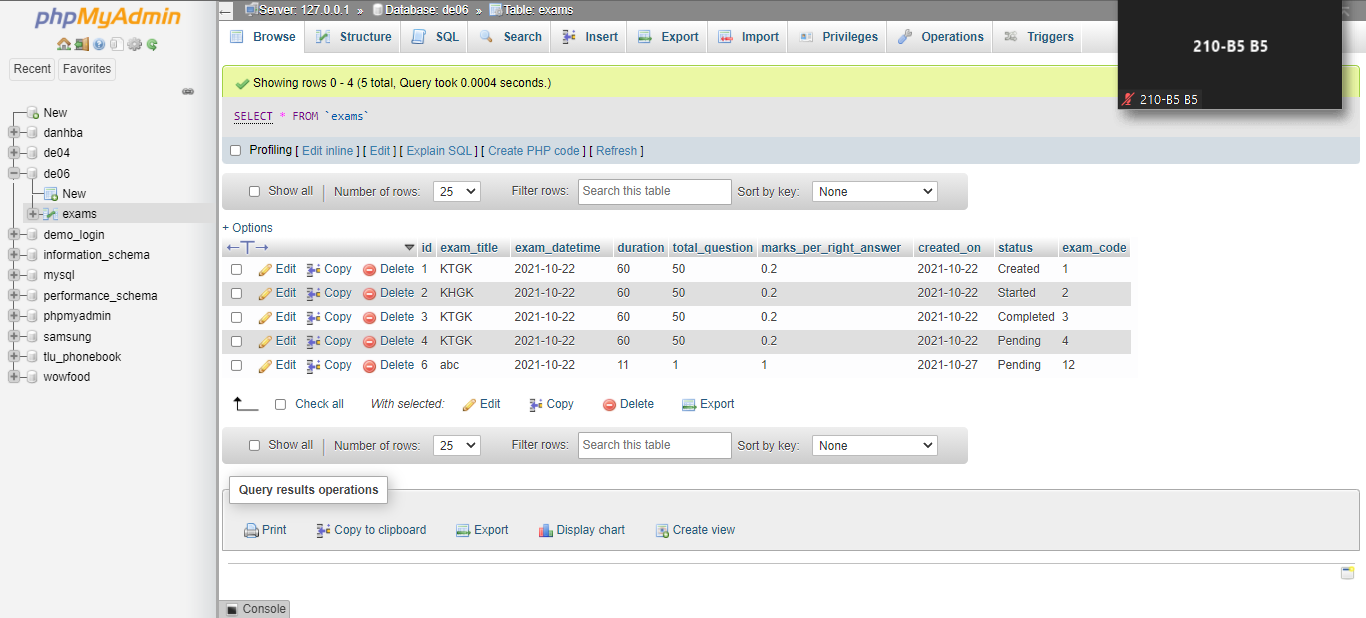 phpMyAdmin
Recent Favorites
New
danhba
de04
de06
New
exams
demo_login
information_schema
mysql
performance_schema
phpmyadmin
samsung
tlu_phonebook
wowfood
Server: 127.0.0.1 » Database: de06 » Table: exams
Browse Structure SQL Search Insert Export Import Privileges Operations Triggers
210-B5 B5
210-B5 B5
Showing rows 0 - 4 (5 total, Query took 0.0004 seconds.)
SELECT * FROM `exams`
Profiling [ Edit inline ] [ Edit ] [ Explain SQL ] [ Create PHP code ] [ Refresh ]
Show all Number of rows: 25 Filter rows: Search this table Sort by key: None
+ Options
←T→ id exam_title exam_datetime duration total_question marks_per_right_answer created_on status exam_code
Edit Copy Delete 1 KTGK 2021-10-22 60 50 0.2 2021-10-22 Created 1
Edit Copy Delete 2 KHGK 2021-10-22 60 50 0.2 2021-10-22 Started 2
Edit Copy Delete 3 KTGK 2021-10-22 60 50 0.2 2021-10-22 Completed 3
Edit Copy Delete 4 KTGK 2021-10-22 60 50 0.2 2021-10-22 Pending 4
Edit Copy Delete 6 abc 2021-10-22 11 1 1 2021-10-27 Pending 12
Check all With selected: Edit Copy Delete Export
Show all Number of rows: 25 Filter rows: Search this table Sort by key: None
Query results operations
Print Copy to clipboard Export Display chart Create view
Console